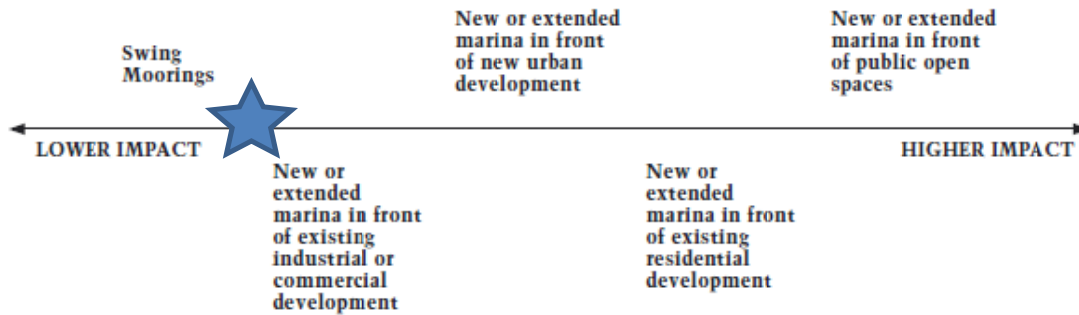 Swing
Moorings
New or extended
marina in front
of new urban
development
New or extended
marina in front
of public open
spaces
LOWER IMPACT
HIGHER IMPACT
New or
extended
marina in front
of existing
industrial or
commercial
development
New or
extended
marina in front
of existing
residential
development